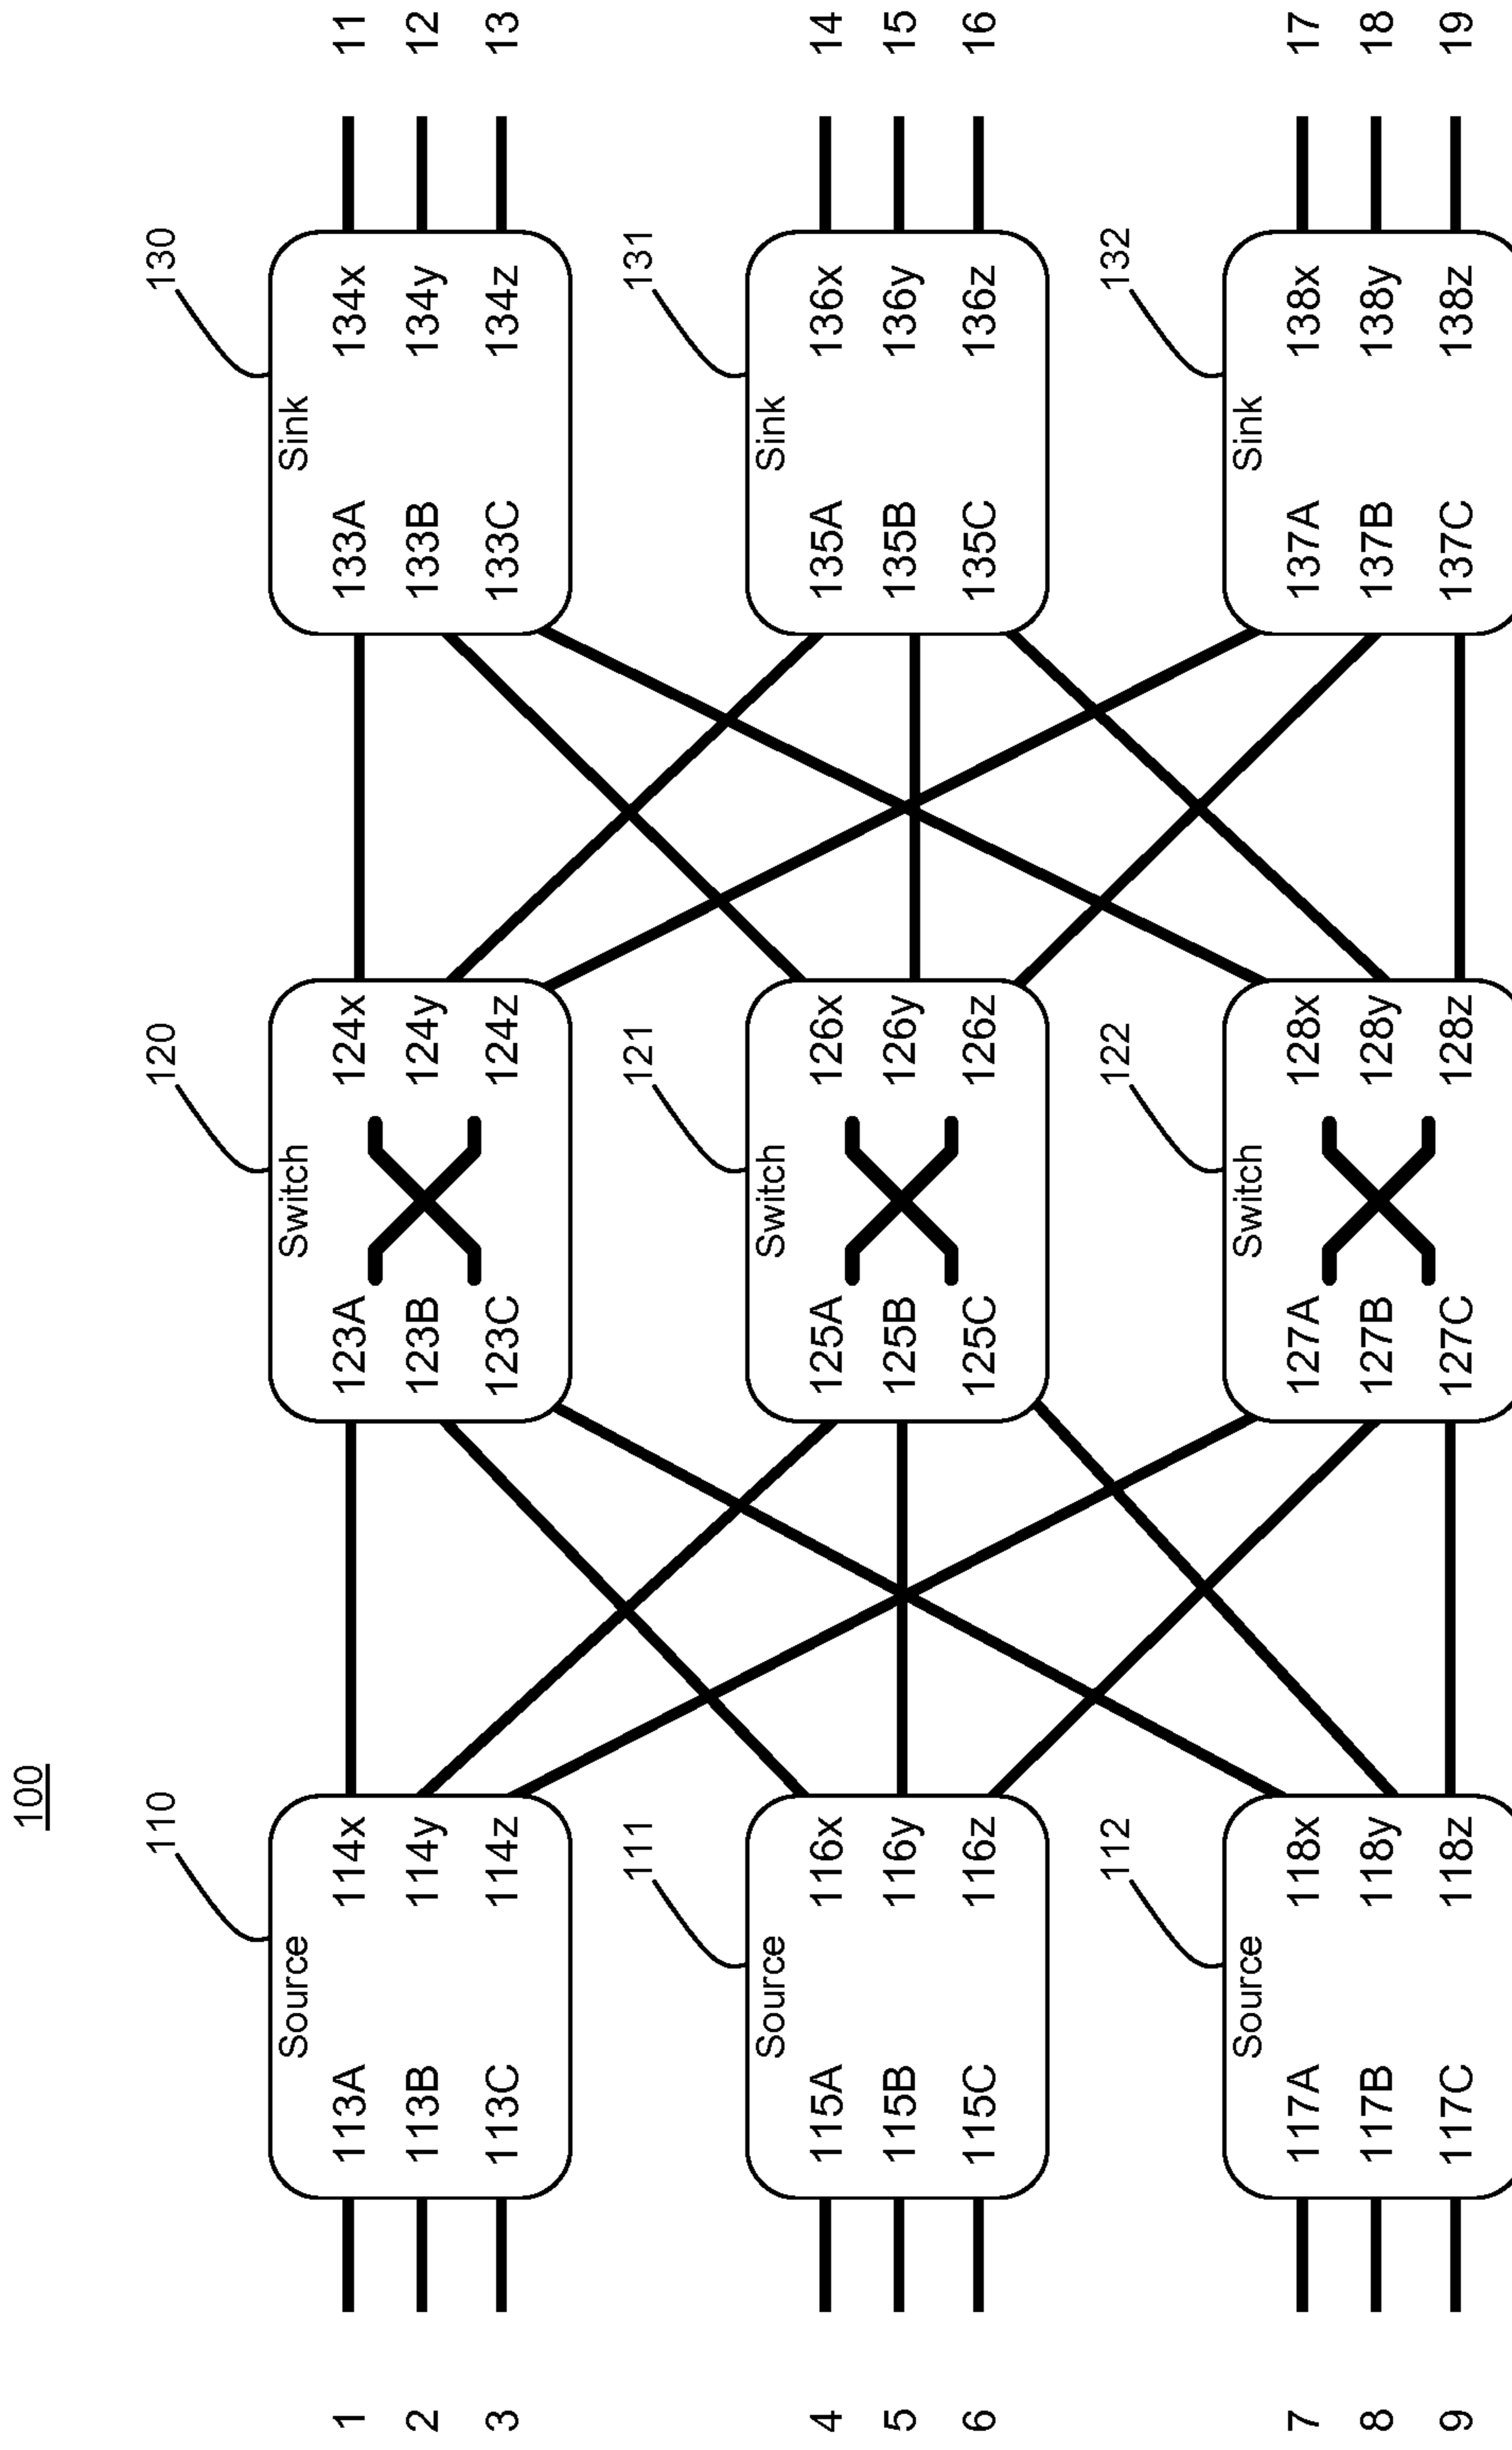 100
110
120
130
Source
Switch
Sink
1
113A
114x
123A
124x
133A
134x
11
2
113B
114y
123B
124y
133B
134y
12
3
113C
114z
123C
124z
133C
134z
13
111
121
131
Source
Switch
Sink
4
115A
116x
125A
126x
135A
136x
14
5
115B
116y
125B
126y
135B
136y
15
6
115C
116z
125C
126z
135C
136z
16
112
122
132
Source
Switch
Sink
7
117A
118x
127A
128x
137A
138x
17
8
117B
118y
127B
128y
137B
138y
18
9
117C
118z
127C
128z
137C
138z
19